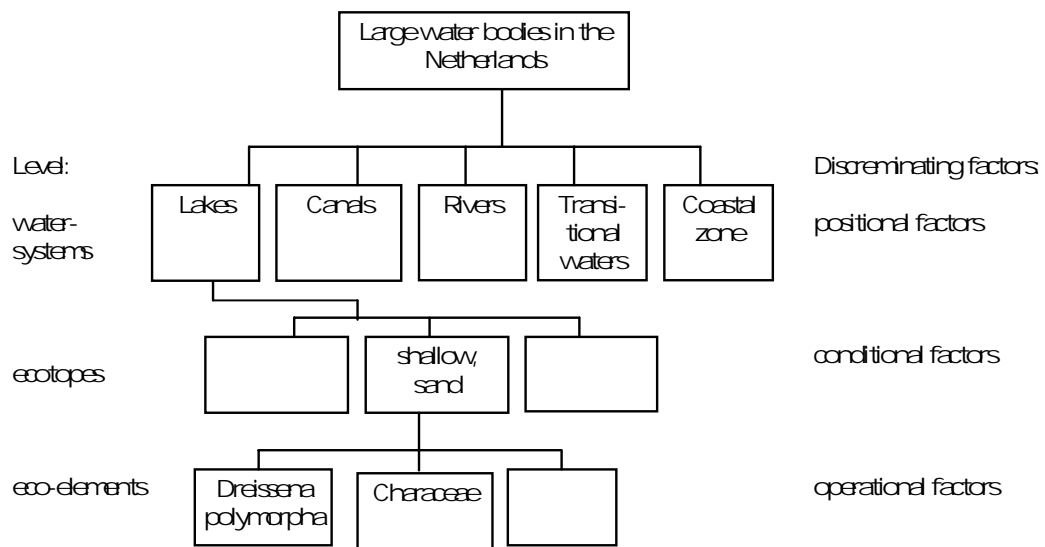 Large water bodies in the
Netherlands
Level:
Discreminating factors:
Lakes
Canals
Rivers
Transi-
tional
waters
Coastal
zone
water-
systems
positional factors
ecotopes
shallow,
sand
conditional factors
eco-elements
Dreissena
polymorpha
Characeae
operational factors